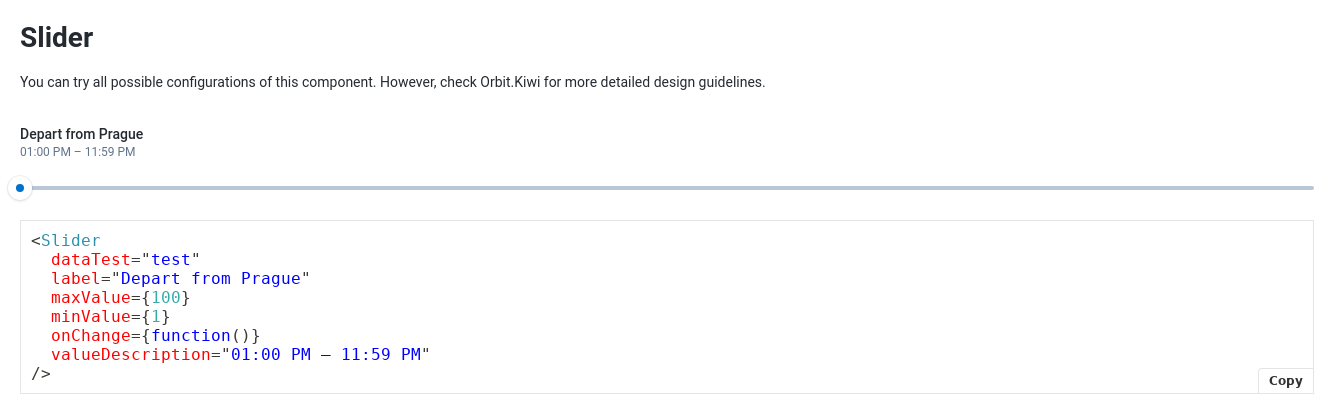 Slider
You can try all possible configurations of this component. However, check Orbit.Kiwi for more detailed design guidelines.
Depart from Prague
01:00 PM – 11:59 PM
<Slider
  dataTest="test"
  label="Depart from Prague"
  maxValue={100}
  minValue={1}
  onChange={function()}
  valueDescription="01:00 PM – 11:59 PM"
/>
Copy